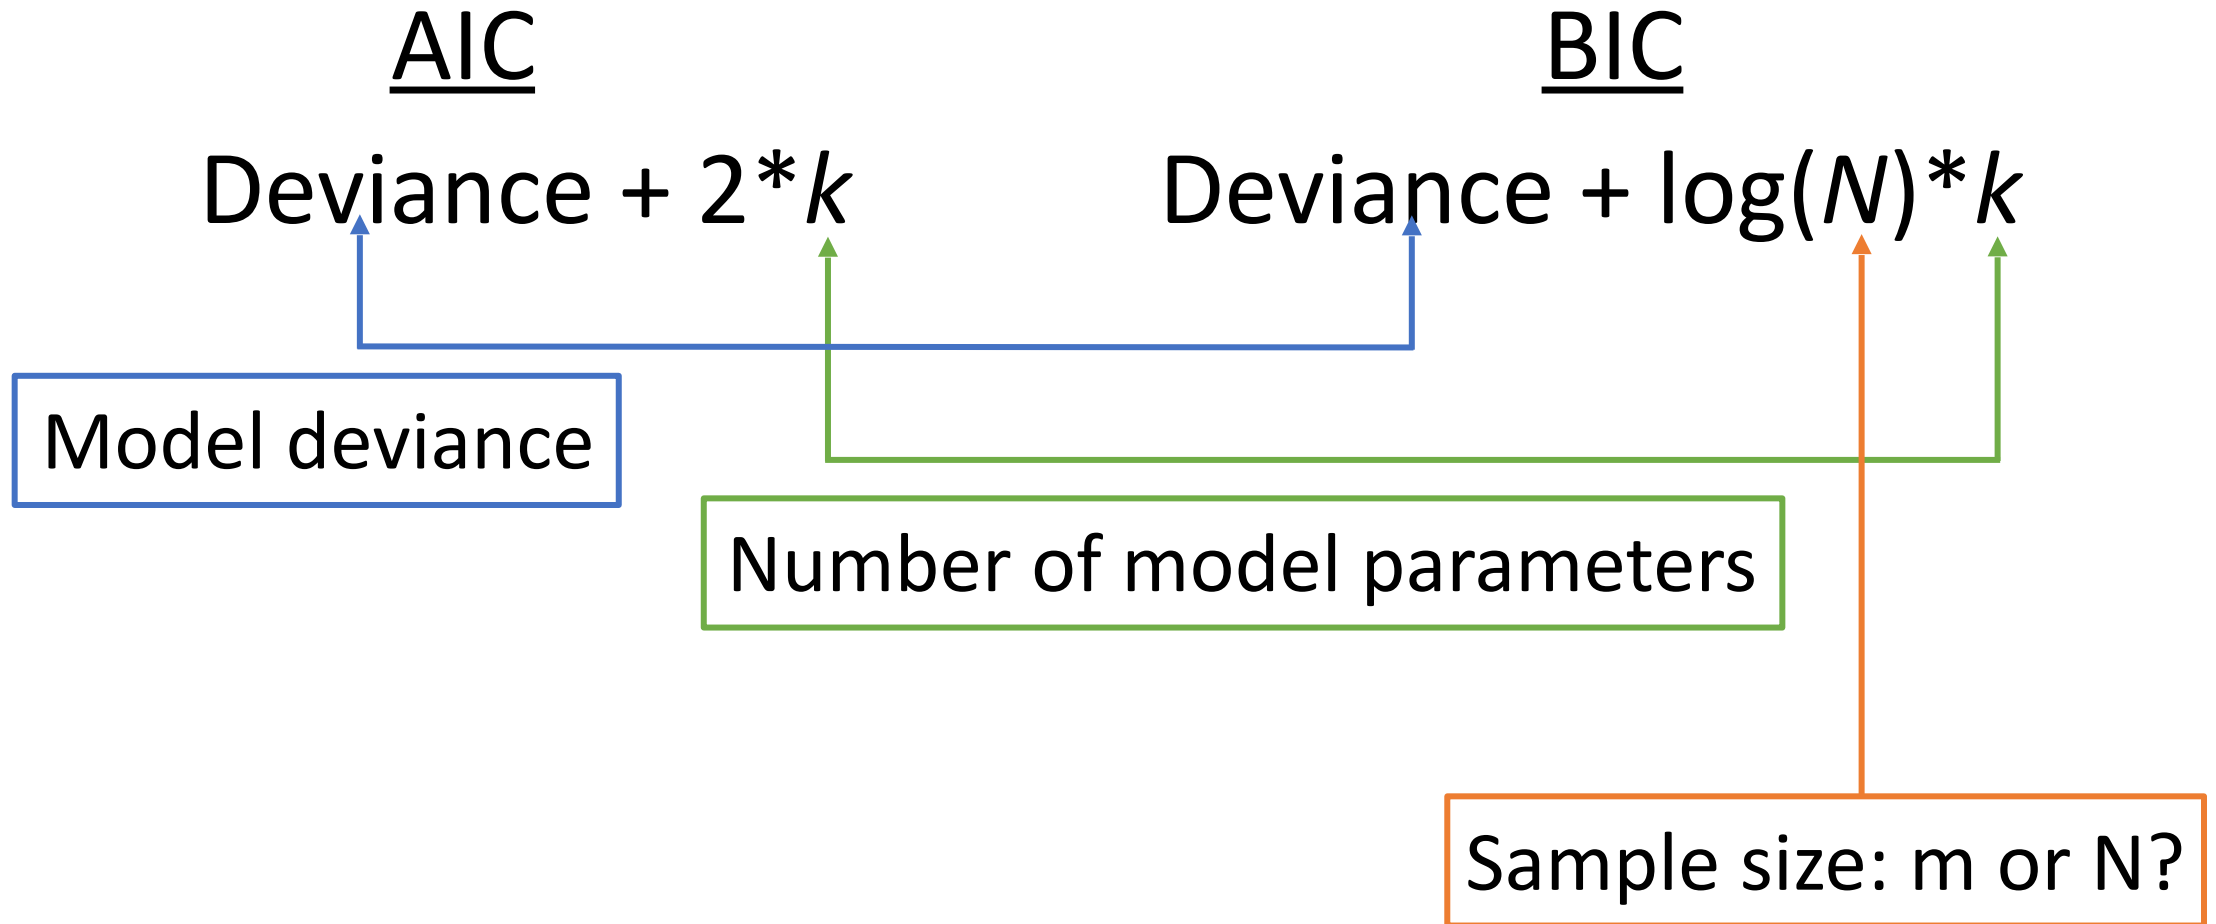 AIC
BIC
Deviance + 2*k
Deviance + log(N)*k
Model deviance
Number of model parameters
Sample size: m or N?